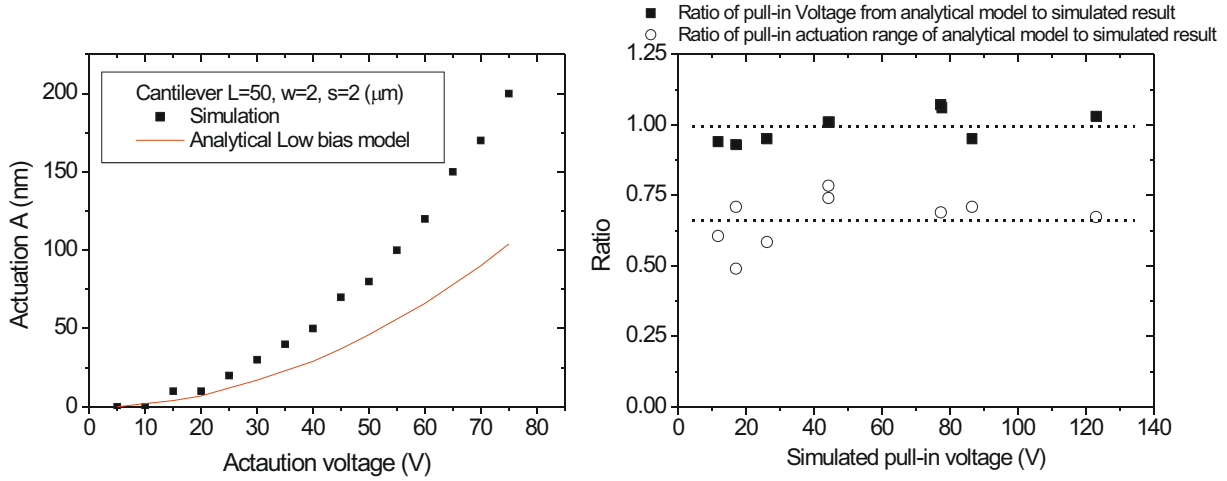 Cantilever L=50, w=2, s=2 (μm)
Simulation
Analytical Low bias model
200
150
100
50
0
Actuation A (nm)
0 10 20 30 40 50 60 70 80
Actaution voltage (V)
Ratio of pull-in Voltage from analytical model to simulated result
Ratio of pull-in actuation range of analytical model to simulated result
1.25
1.00
0.75
0.50
0.25
0.00
Ratio
0 20 40 60 80 100 120 140
Simulated pull-in voltage (V)